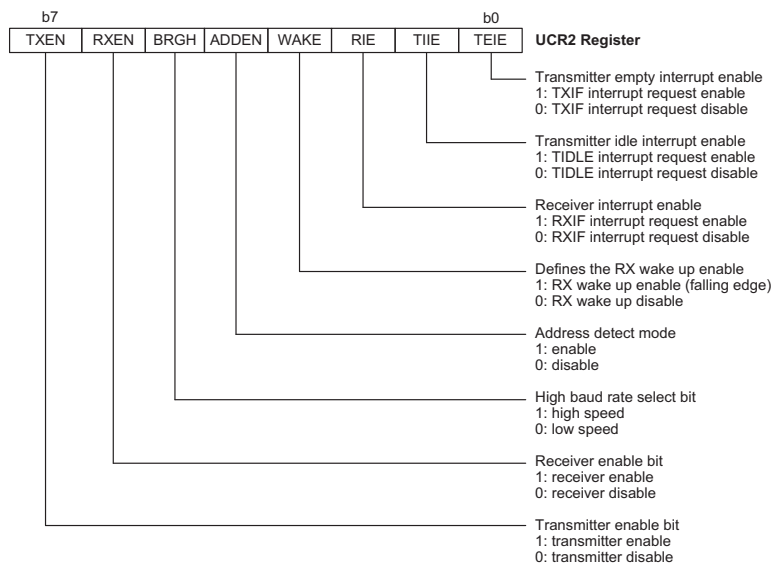 b7 b0
TXEN RXEN BRGH ADDEN WAKE RIE TIIE TEIE UCR2 Register
Transmitter empty interrupt enable
1: TXIF interrupt request enable
0: TXIF interrupt request disable
Transmitter idle interrupt enable
1: TIDLE interrupt request enable
0: TIDLE interrupt request disable
Receiver interrupt enable
1: RXIF interrupt request enable
0: RXIF interrupt request disable
Defines the RX wake up enable
1: RX wake up enable (falling edge)
0: RX wake up disable
Address detect mode
1: enable
0: disable
High baud rate select bit
1: high speed
0: low speed
Receiver enable bit
1: receiver enable
0: receiver disable
Transmitter enable bit
1: transmitter enable
0: transmitter disable